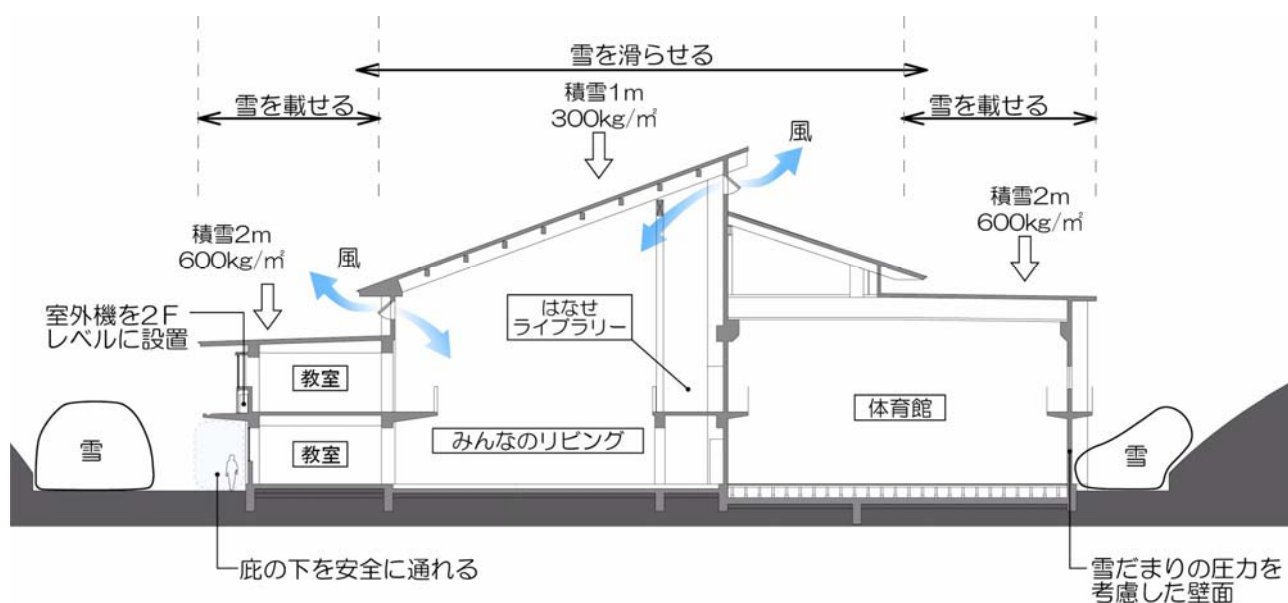 雪を滑らせる
雪を載せる
積雪1m
300kg/㎡
雪を載せる
風
積雪2m
600kg/㎡
積雪2m
600kg/㎡
風
室外機を2F
レベルに設置
はなせ
ライブラリー
教室
体育館
雪
みんなのリビング
教室
雪
庇の下を安全に通れる
雪だまりの圧力を
考慮した壁面